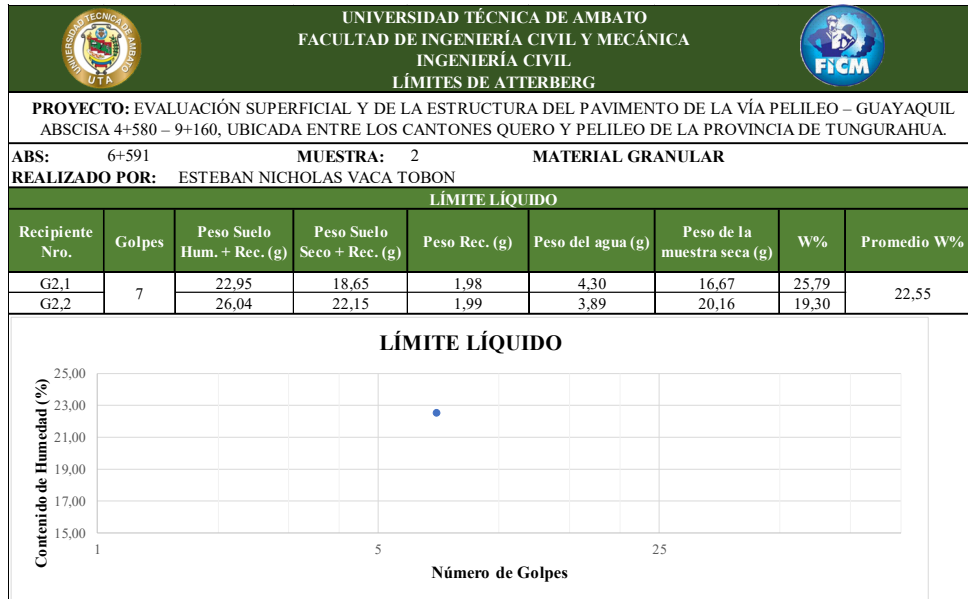 UNIVERSIDAD TÉCNICA DE AMBATO
FACULTAD DE INGENIERÍA CIVIL Y MECÁNICA
INGENIERÍA CIVIL
LÍMITES DE ATTERBERG
UNIVERSIDAD TÉCNICA DE AMBATO
UTA
FICM
PROYECTO: EVALUACIÓN SUPERFICIAL Y DE LA ESTRUCTURA DEL PAVIMENTO DE LA VÍA PELILEO – GUAYAQUIL
ABSCISA 4+580 – 9+160, UBICADA ENTRE LOS CANTONES QUERO Y PELILEO DE LA PROVINCIA DE TUNGURAHUA.
ABS: 6+591 MUESTRA: 2 MATERIAL GRANULAR
REALIZADO POR: ESTEBAN NICHOLAS VACA TOBON
LÍMITE LÍQUIDO
Recipiente Nro. Golpes Peso Suelo Hum. + Rec. (g) Peso Suelo Seco + Rec. (g) Peso Rec. (g) Peso del agua (g) Peso de la muestra seca (g) W% Promedio W%
G2,1 7 22,95 18,65 1,98 4,30 16,67 25,79 22,55
G2,2 26,04 22,15 1,99 3,89 20,16 19,30
LÍMITE LÍQUIDO
Contenido de Humedad (%)
25,00
23,00
21,00
19,00
17,00
15,00
1 5 25
Número de Golpes